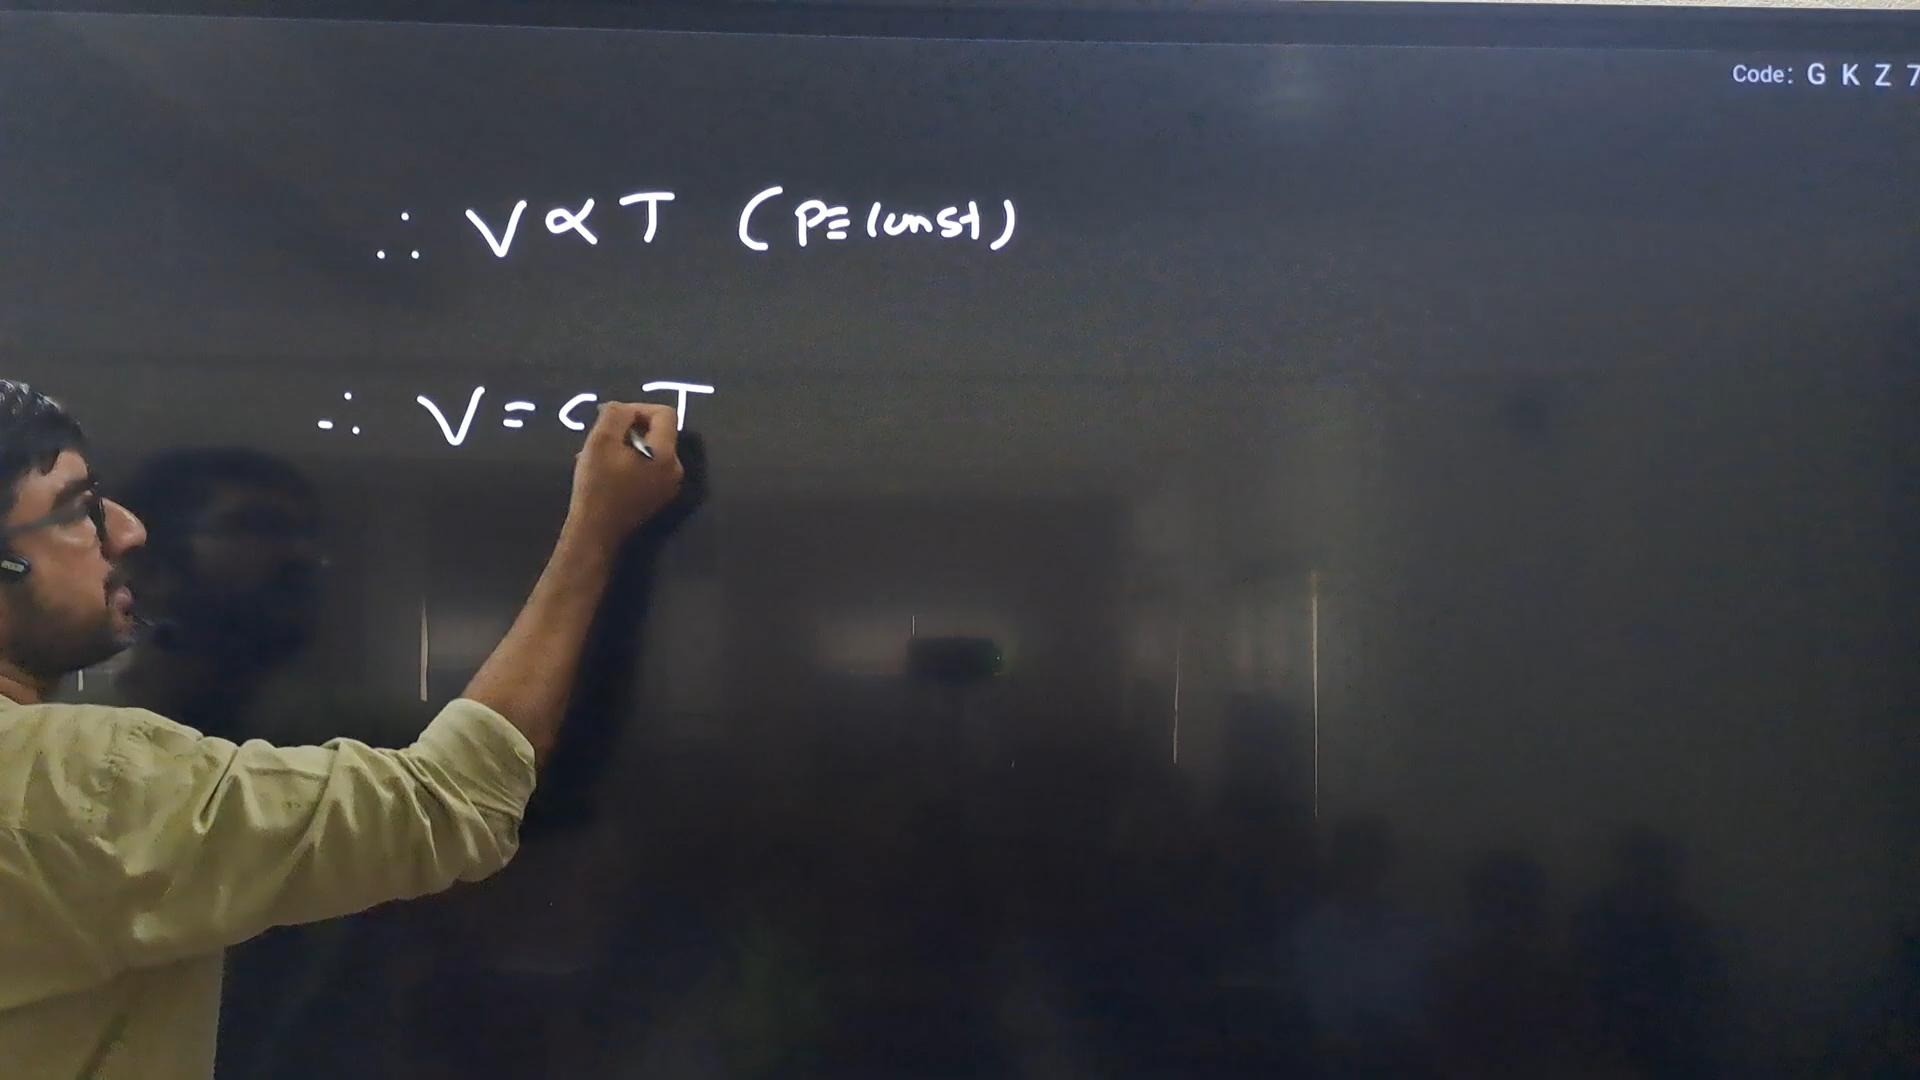 Code: G K Z 7
∴ V ∝ T (P ≡ const)
∴ V = C T